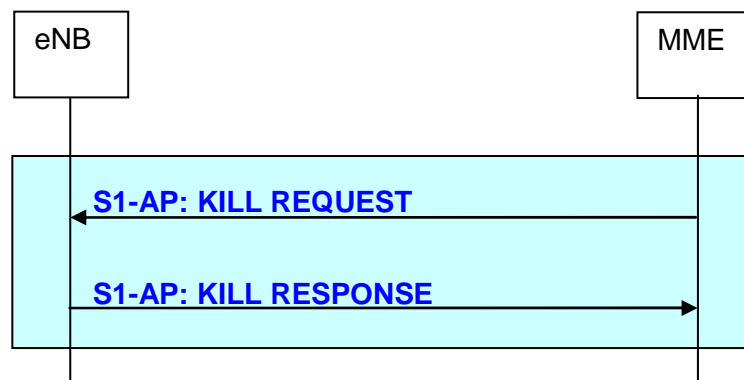 eNB
MME
S1-AP: KILL REQUEST
S1-AP: KILL RESPONSE